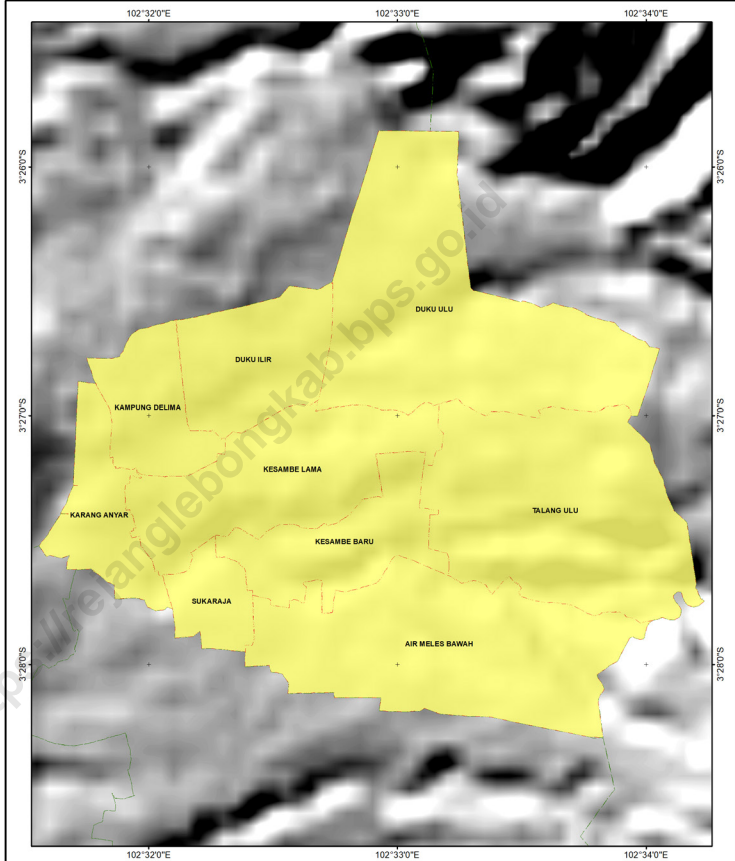 102°32'0"E 102°33'0"E 102°34'0"E
3°26'0"S 3°26'0"S
DUKU ULU
DUKU ILIR
KAMPUNG DELIMA
3°27'0"S 3°27'0"S
KESAMBE LAMA
KARANG ANYAR
TALANG ULU
KESAMBE BARU
SUKARAJA
AIR MELES BAWAH
3°28'0"S 3°28'0"S
102°32'0"E 102°33'0"E 102°34'0"E
ps://rejanglebongkab.bps.go.id